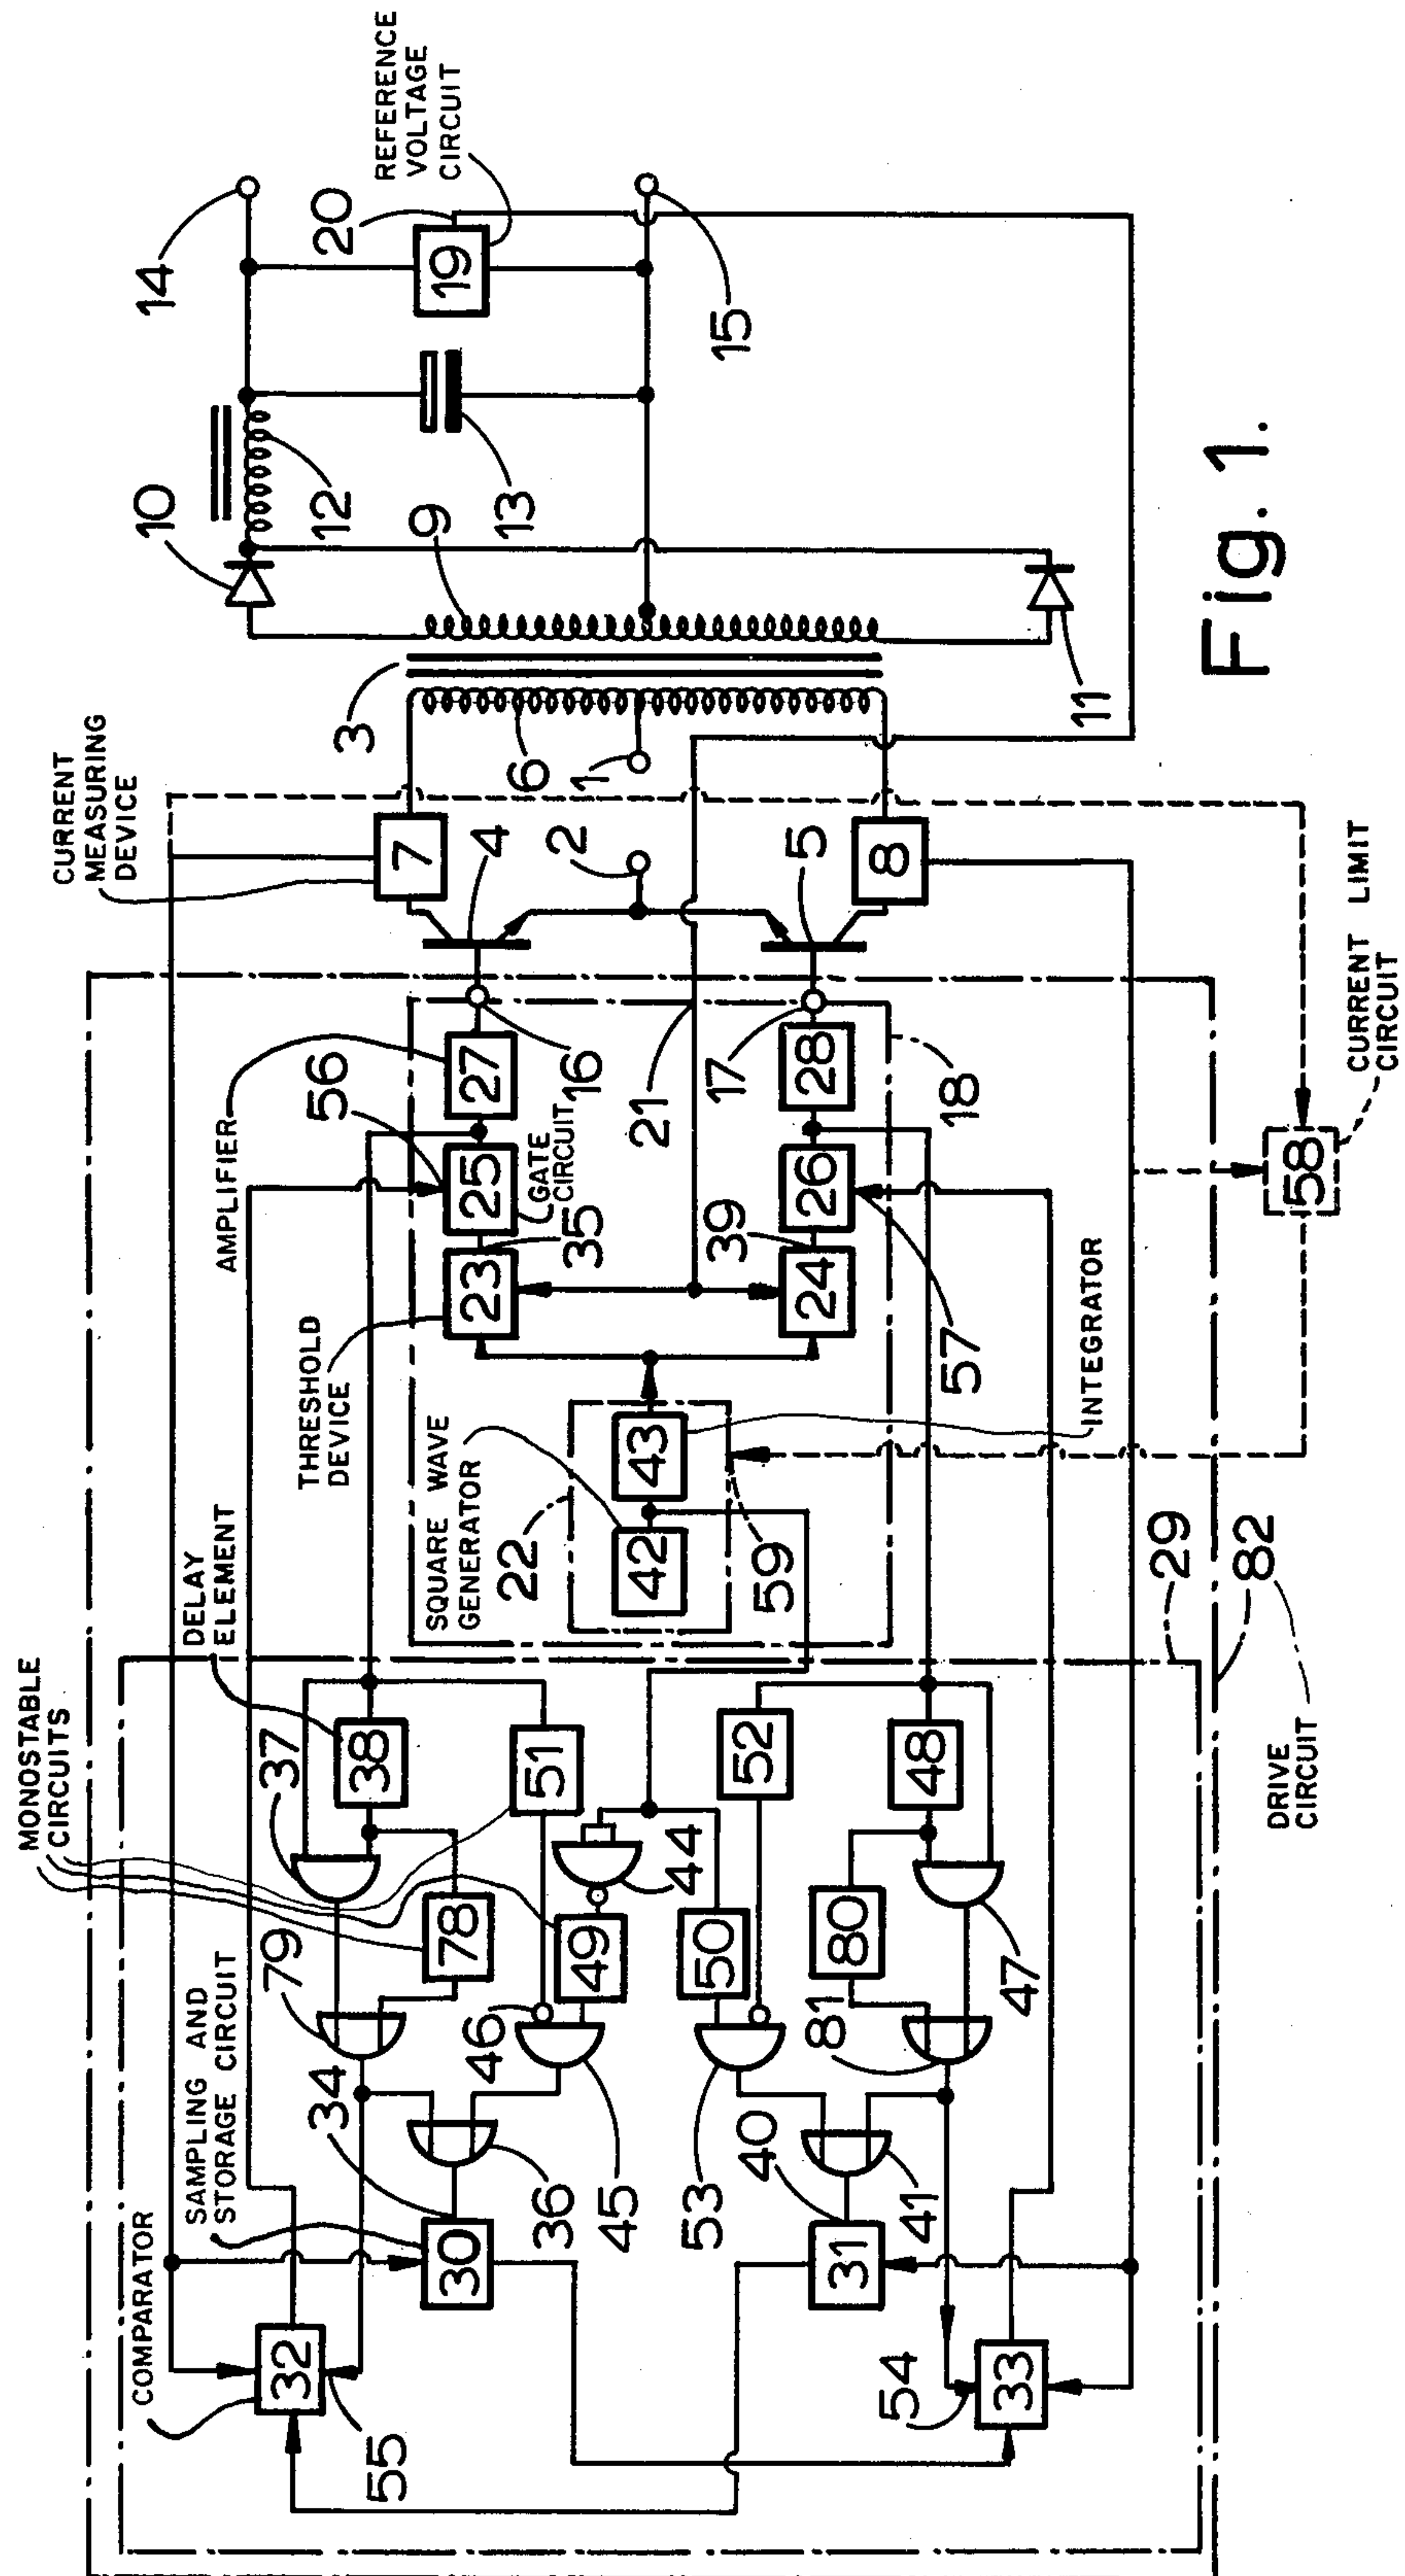 MONOSTABLE
CIRCUITS
DELAY
ELEMENT
SAMPLING AND
STORAGE CIRCUIT
COMPARATOR
THRESHOLD
DEVICE
AMPLIFIER
SQUARE WAVE
GENERATOR
GATE
CIRCUIT
CURRENT
MEASURING
DEVICE
REFERENCE
VOLTAGE
CIRCUIT
INTEGRATOR
CURRENT LIMIT
CIRCUIT
DRIVE
CIRCUIT
32
55
30
34
36
79
78
37
38
51
46
45
49
44
50
52
53
40
41
31
81
80
47
48
54
33
22
42
43
59
23
35
25
56
27
16
21
24
39
26
57
28
17
18
29
82
58
7
4
2
5
8
3
6
1
9
10
11
12
13
14
15
19
20
Fig. 1.